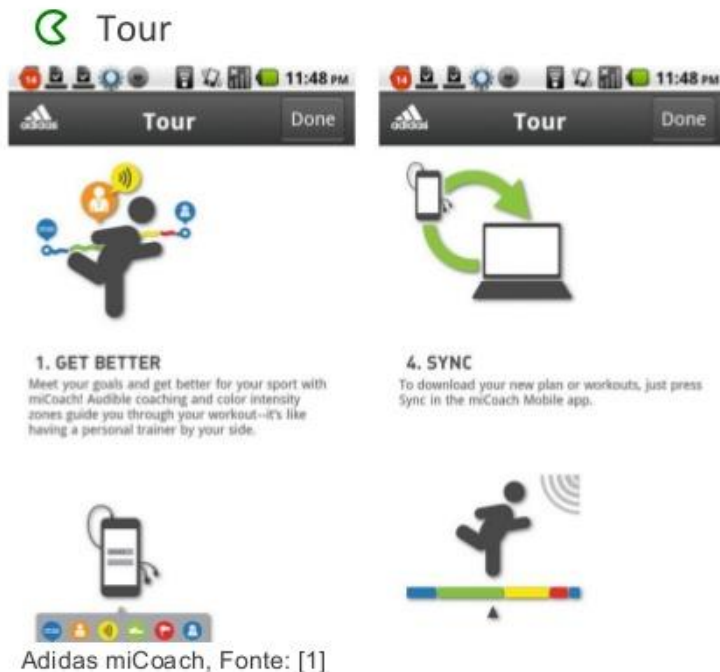 Tour
14
11:48 PM
adidas
Tour
Done
1. GET BETTER
Meet your goals and get better for your sport with
miCoach! Audible coaching and color intensity
zones guide you through your workout--it's like
having a personal trainer by your side.
14
11:48 PM
adidas
Tour
Done
4. SYNC
To download your new plan or workouts, just press
Sync in the miCoach Mobile app.
Adidas miCoach, Fonte: [1]